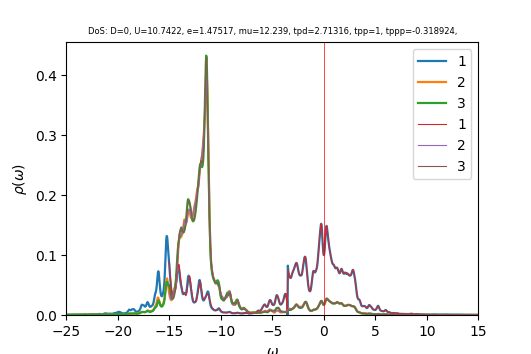 DoS: D=0, U=10.7422, e=1.47517, mu=12.239, tpd=2.71316, tpp=1, tppp=-0.318924,
1
2
3
1
2
3
0.4
0.3
0.2
0.1
0.0
ρ(ω)
−25 −20 −15 −10 −5 0 5 10 15
ω